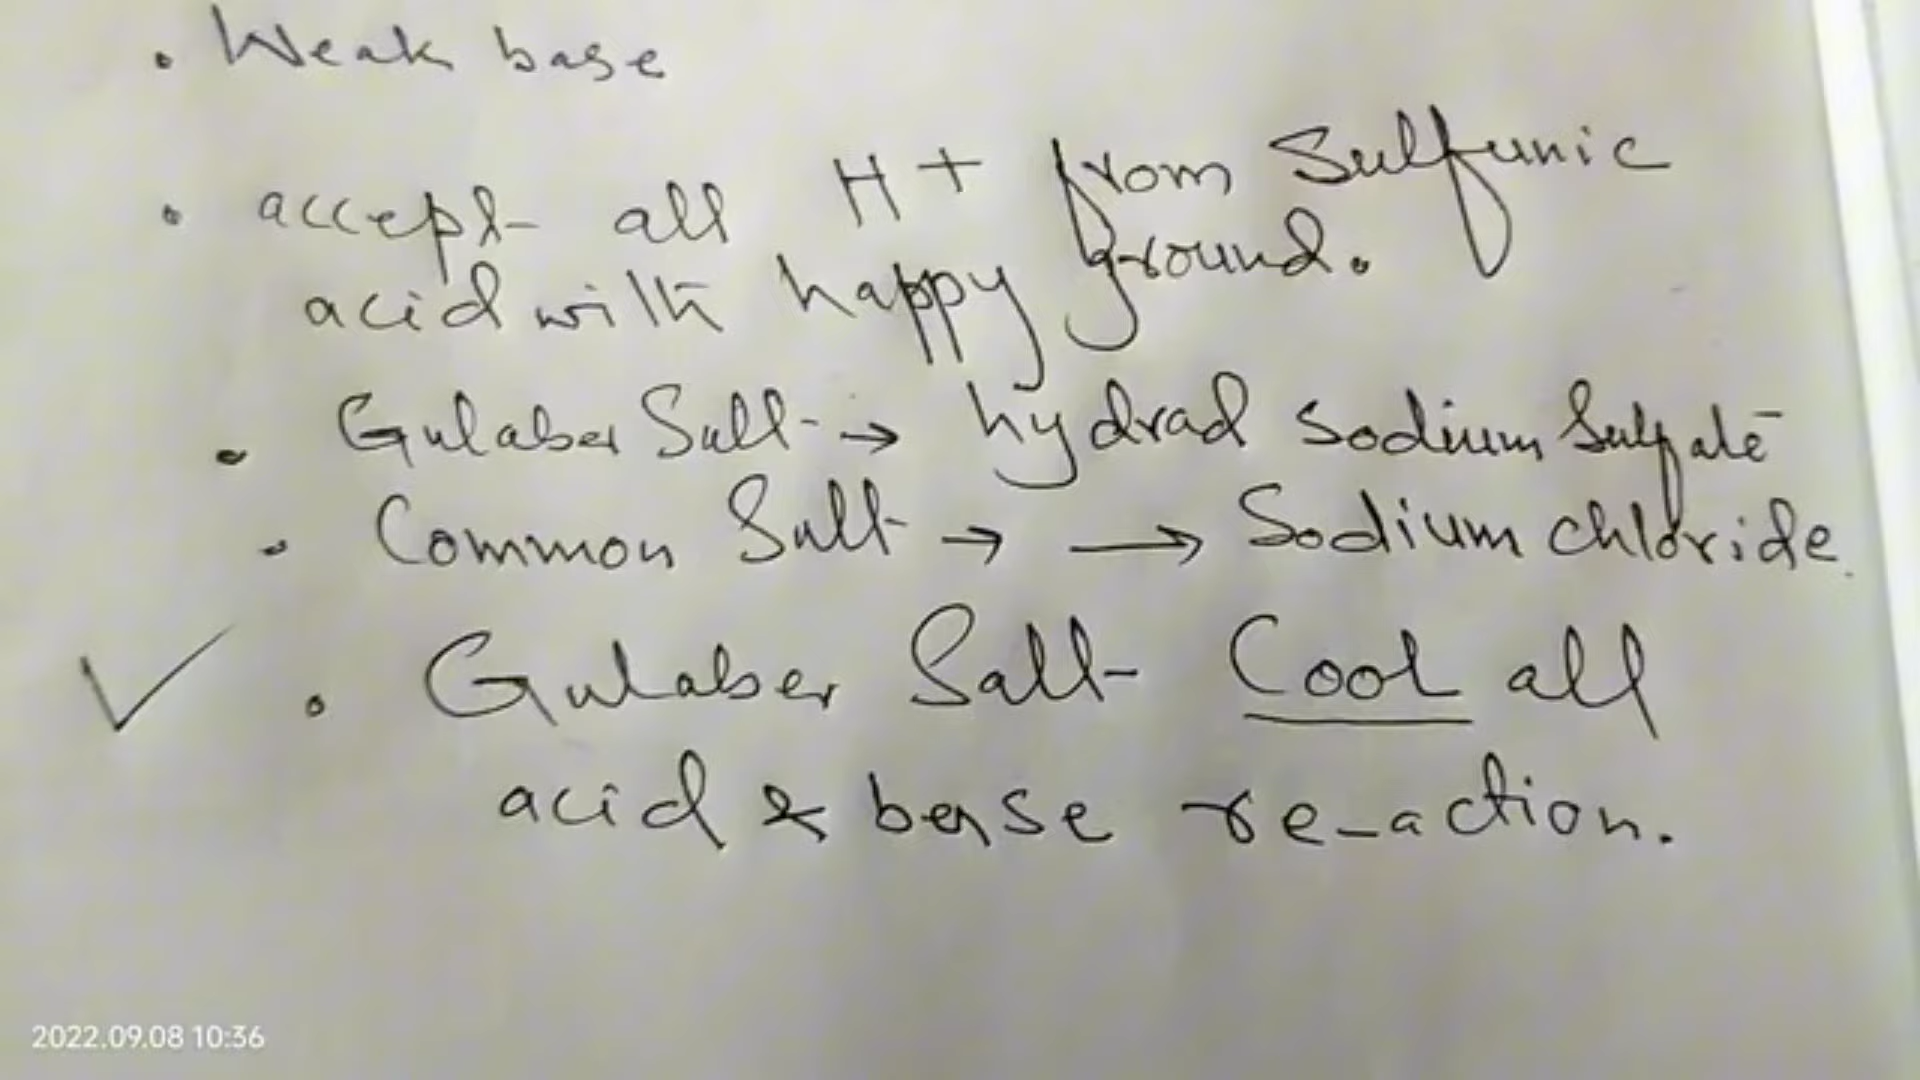 . Weak base
. accept all H+ from Sulfunic
acid with happy ground.
. Gulaber Salt → hydrad Sodium Sulfate
. Common Salt → → Sodium chloride.
✓ . Gulaber Salt Cool all
acid & base re-action.
2022.09.08 10:36